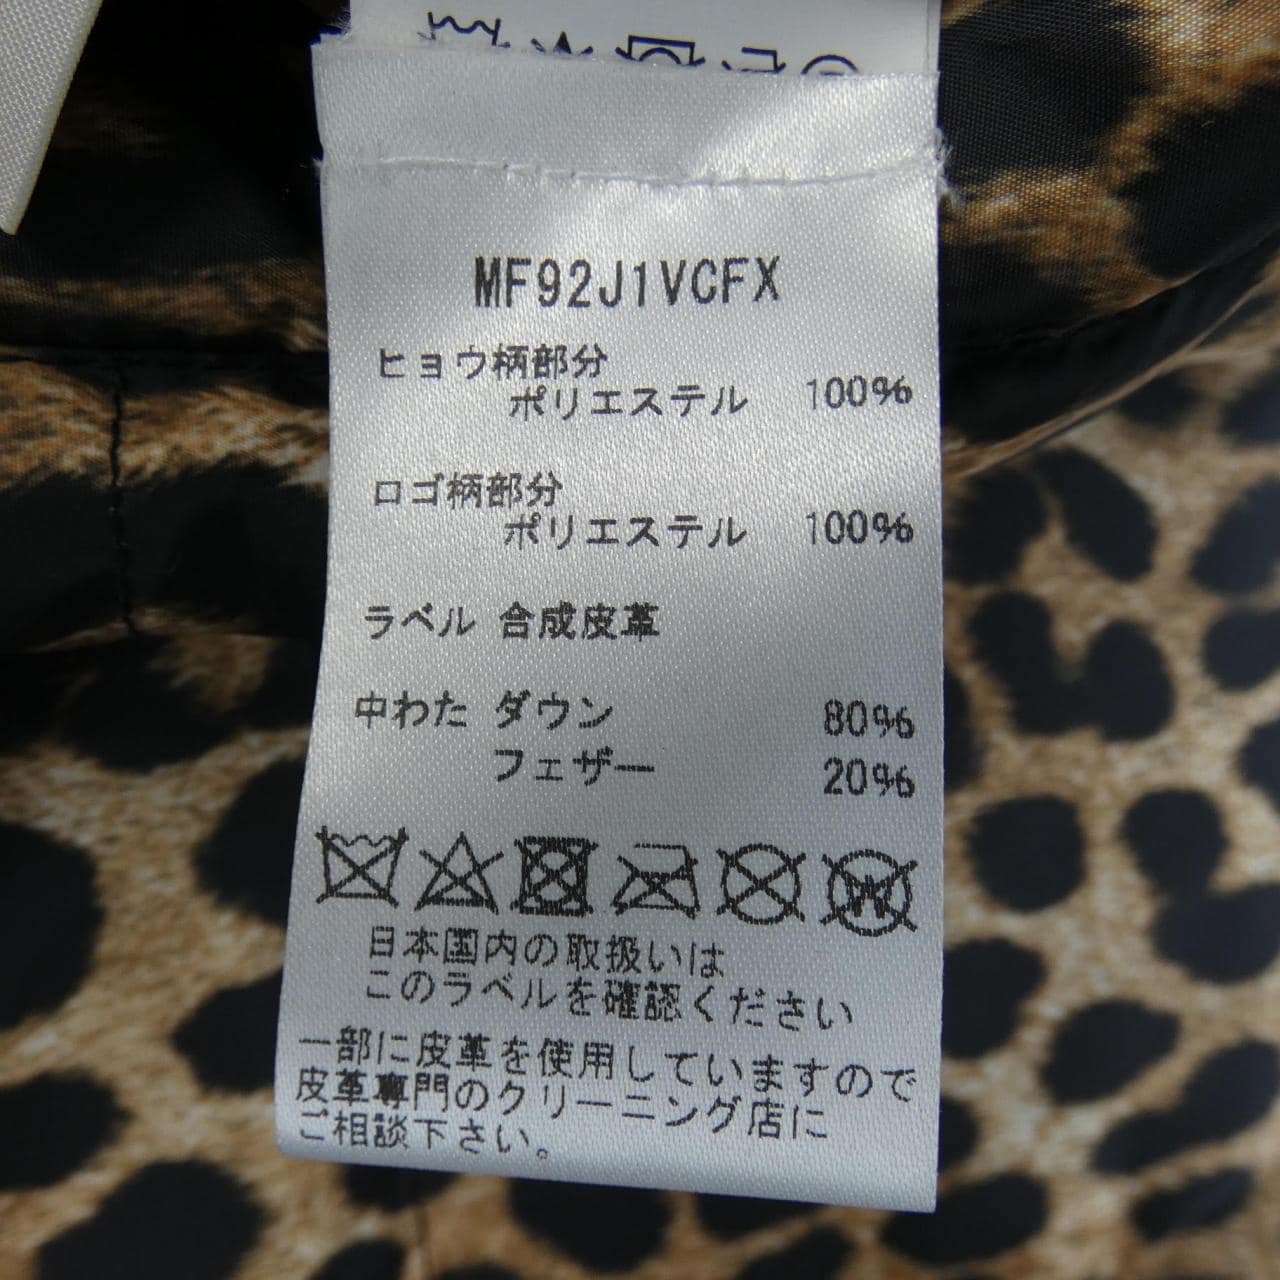 MF92J1VCFX
ヒョウ柄部分
ポリエステル 100%
ロゴ柄部分
ポリエステル 100%
ラベル 合成皮革
中わた ダウン 80%
フェザー 20%
日本国内の取扱いは
このラベルを確認ください
一部に皮革を使用していますので
皮革専門のクリーニング店に
ご相談下さい。